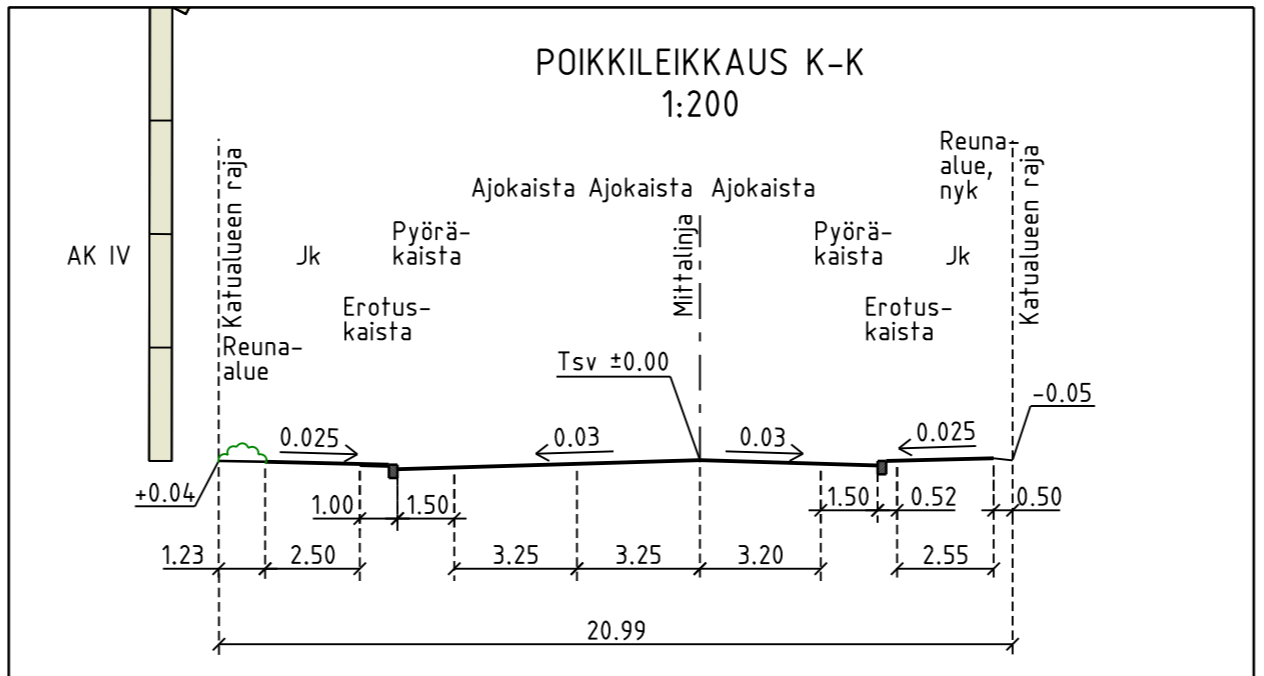 POIKKILEIKKAUS K-K
1:200
Reuna-
alue,
nyk
Katualueen raja
Katualueen raja
Ajokaista Ajokaista Ajokaista
Mittalinja
Pyörä-
kaista
Pyörä-
kaista
AK IV
Jk
Jk
Erotus-
kaista
Erotus-
kaista
Reuna-
alue
Tsv ±0.00
-0.05
0.025
0.03
0.03
0.025
+0.04
1.00
1.50
1.50
0.52
0.50
1.23
2.50
3.25
3.25
3.20
2.55
20.99